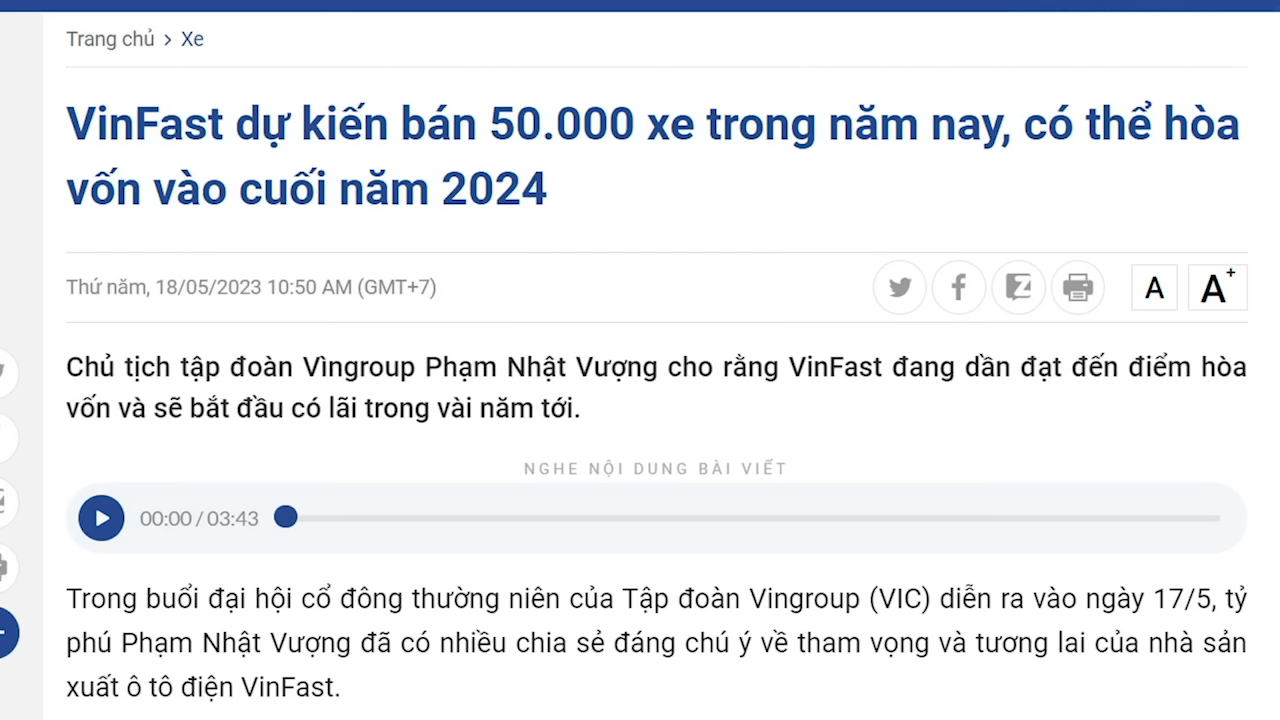 Trang chủ > Xe
VinFast dự kiến bán 50.000 xe trong năm nay, có thể hòa
vốn vào cuối năm 2024
Thứ năm, 18/05/2023 10:50 AM (GMT+7)
A A+
Chủ tịch tập đoàn Vìngroup Phạm Nhật Vượng cho rằng VinFast đang dần đạt đến điểm hòa
vốn và sẽ bắt đầu có lãi trong vài năm tới.
NGHE NỘI DUNG BÀI VIẾT
00:00 / 03:43
Trong buổi đại hội cổ đông thường niên của Tập đoàn Vingroup (VIC) diễn ra vào ngày 17/5, tỷ
phú Phạm Nhật Vượng đã có nhiều chia sẻ đáng chú ý về tham vọng và tương lai của nhà sản
xuất ô tô điện VinFast.